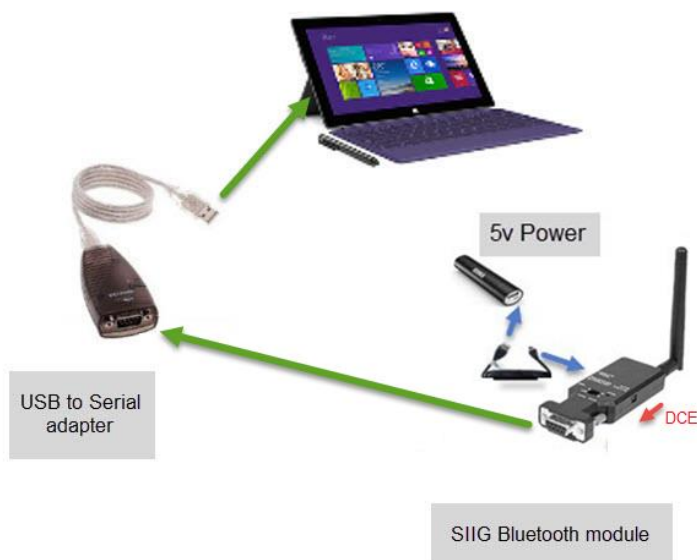 5v Power
USB to Serial
adapter
DCE
SIIG Bluetooth module